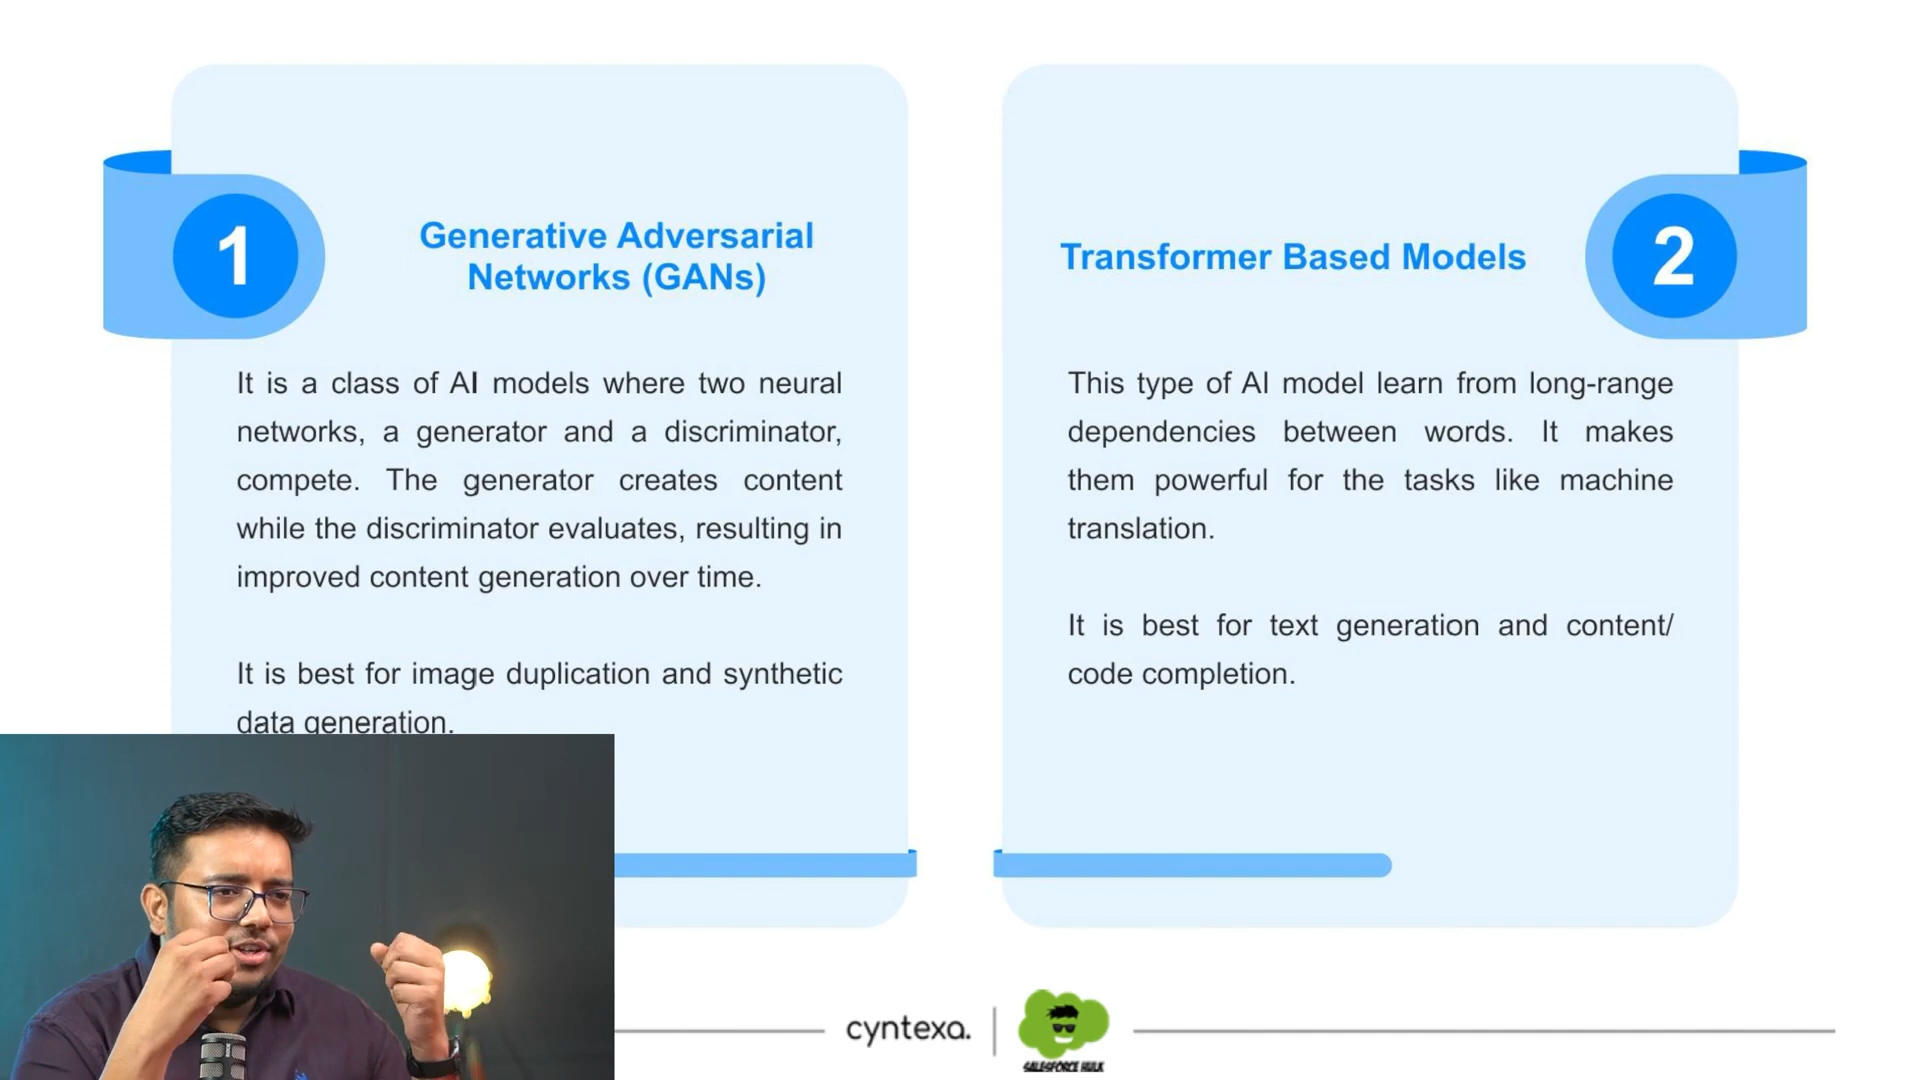 1
Generative Adversarial
Networks (GANs)
It is a class of AI models where two neural
networks, a generator and a discriminator,
compete. The generator creates content
while the discriminator evaluates, resulting in
improved content generation over time.
It is best for image duplication and synthetic
data generation.
2
Transformer Based Models
This type of AI model learn from long-range
dependencies between words. It makes
them powerful for the tasks like machine
translation.
It is best for text generation and content/
code completion.
cyntexa.
SALESFORCE HULK